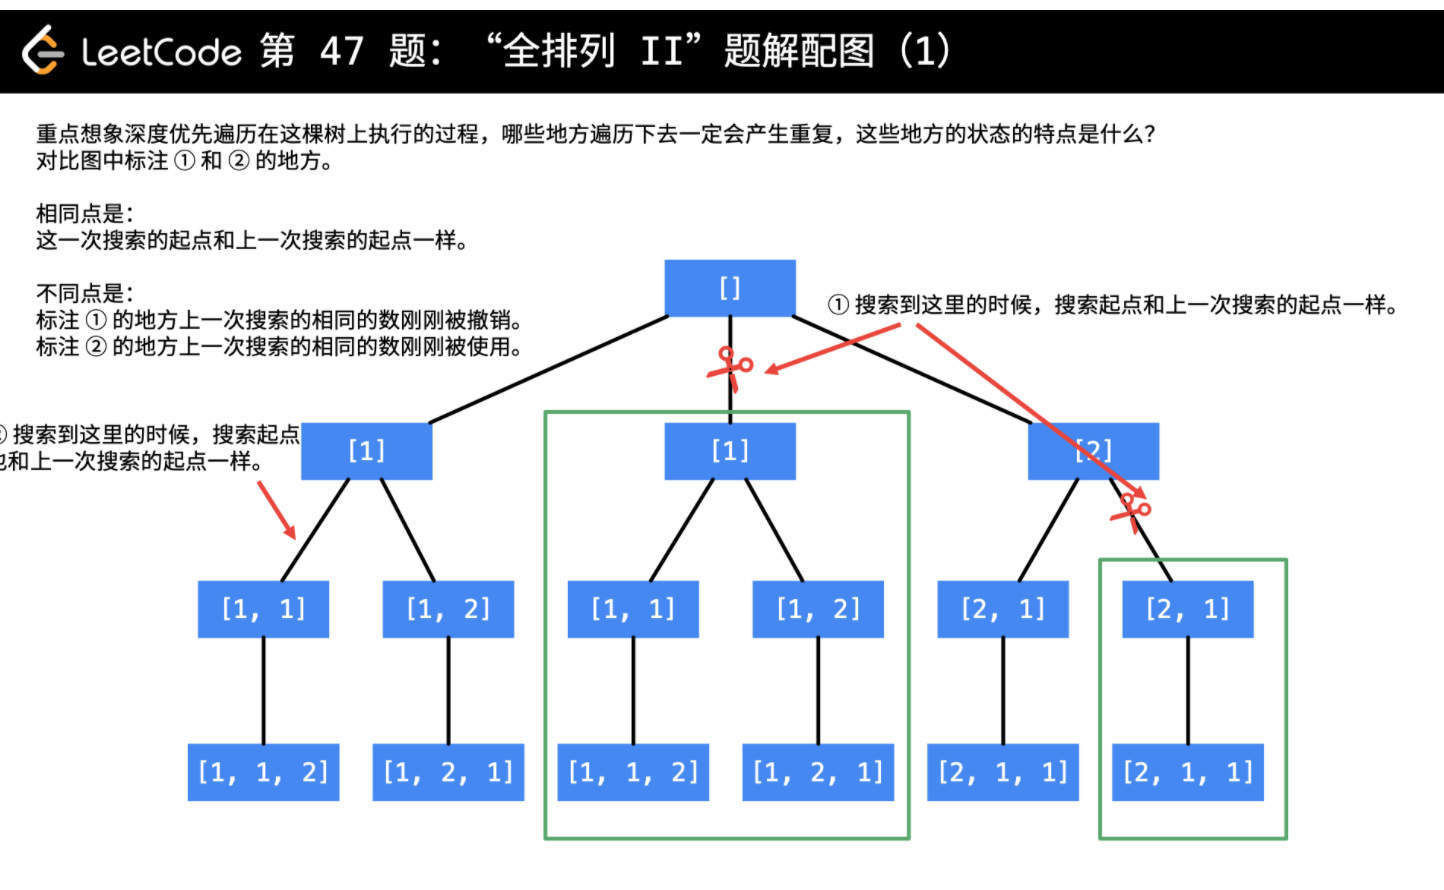 LeetCode 第 47 题：“全排列 II”题解配图（1）
重点想象深度优先遍历在这棵树上执行的过程，哪些地方遍历下去一定会产生重复，这些地方的状态的特点是什么？
对比图中标注 ① 和 ② 的地方。
相同点是：
这一次搜索的起点和上一次搜索的起点一样。
不同点是：
标注 ① 的地方上一次搜索的相同的数刚刚被撤销。
标注 ② 的地方上一次搜索的相同的数刚刚被使用。
[]
① 搜索到这里的时候，搜索起点和上一次搜索的起点一样。
② 搜索到这里的时候，搜索起点
也和上一次搜索的起点一样。
[1]
[1]
[2]
[1, 1]
[1, 2]
[1, 1]
[1, 2]
[2, 1]
[2, 1]
[1, 1, 2]
[1, 2, 1]
[1, 1, 2]
[1, 2, 1]
[2, 1, 1]
[2, 1, 1]